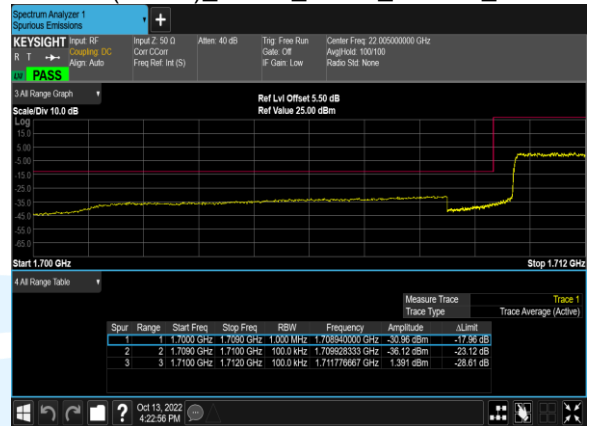 Spectrum Analyzer 1
Spurious Emissions
+
KEYSIGHT Input: RF Input Z: 50 Ω Atten: 40 dB Trig: Free Run Center Freq: 22.005000000 GHz
R T Coupling: DC Corr CCorr Gate: Off Avg|Hold: 100/100
Align: Auto Freq Ref: Int (S) IF Gain: Low Radio Std: None
PASS
3 All Range Graph
Ref Lvl Offset 5.50 dB
Scale/Div 10.0 dB Ref Value 25.00 dBm
Log
15.0
5.00
-5.00
-15.0
-25.0
-35.0
-45.0
-55.0
-65.0
Start 1.700 GHz Stop 1.712 GHz
4 All Range Table
Measure Trace Trace 1
Trace Type Trace Average (Active)
Spur Range Start Freq Stop Freq RBW Frequency Amplitude ΔLimit
1 1 1.7000 GHz 1.7090 GHz 1.000 MHz 1.708940000 GHz -30.96 dBm -17.96 dB
2 2 1.7090 GHz 1.7100 GHz 100.0 kHz 1.709928333 GHz -36.12 dBm -23.12 dB
3 3 1.7100 GHz 1.7120 GHz 100.0 kHz 1.711776667 GHz 1.391 dBm -28.61 dB
? Oct 13, 2022
4:22:56 PM